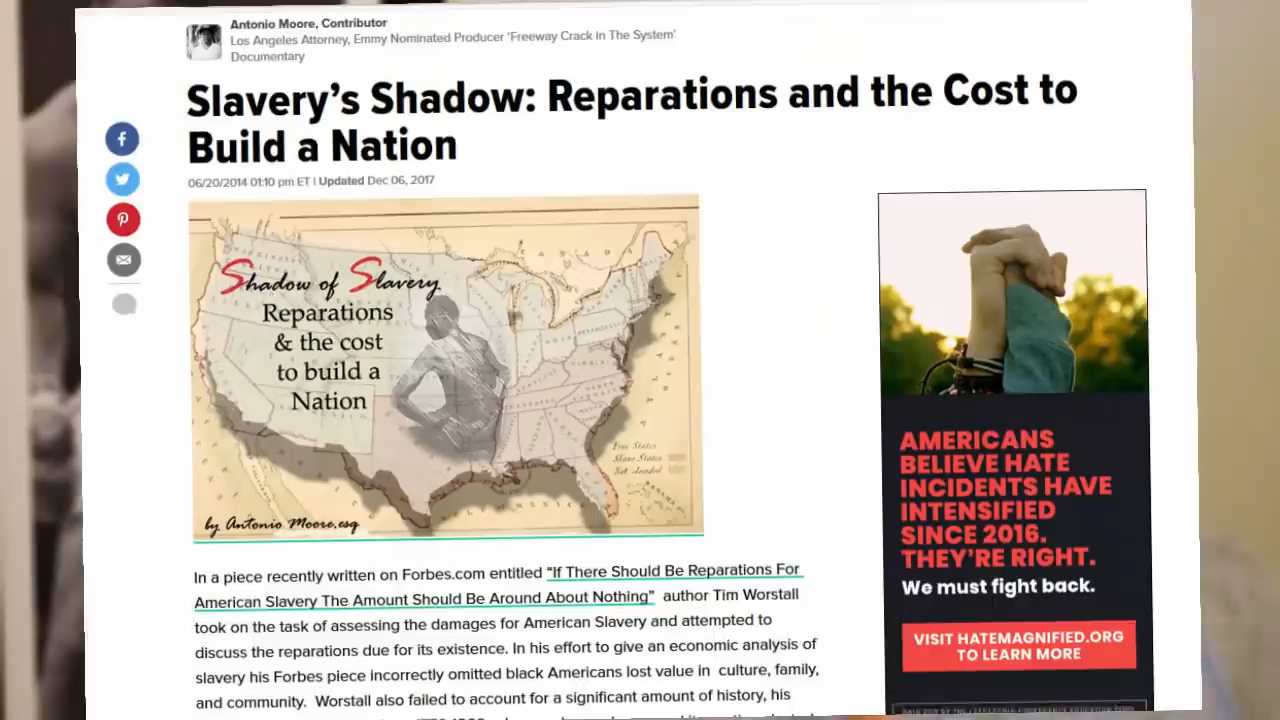 Antonio Moore, Contributor
Los Angeles Attorney, Emmy Nominated Producer 'Freeway Crack in The System'
Documentary
Slavery's Shadow: Reparations and the Cost to
Build a Nation
06/20/2014 01:10 pm ET | Updated Dec 06, 2017
Shadow of Slavery
Reparations
& the cost
to build a
Nation
CANADA
Free States
Slave States
Not decided
by Antonio Moore.esq
In a piece recently written on Forbes.com entitled “If There Should Be Reparations For
American Slavery The Amount Should Be Around About Nothing” author Tim Worstall
took on the task of assessing the damages for American Slavery and attempted to
discuss the reparations due for its existence. In his effort to give an economic analysis of
slavery his Forbes piece incorrectly omitted black Americans lost value in culture, family,
and community. Worstall also failed to account for a significant amount of history, his
AMERICANS
BELIEVE HATE
INCIDENTS HAVE
INTENSIFIED
SINCE 2016.
THEY'RE RIGHT.
We must fight back.
VISIT HATEMAGNIFIED.ORG
TO LEARN MORE